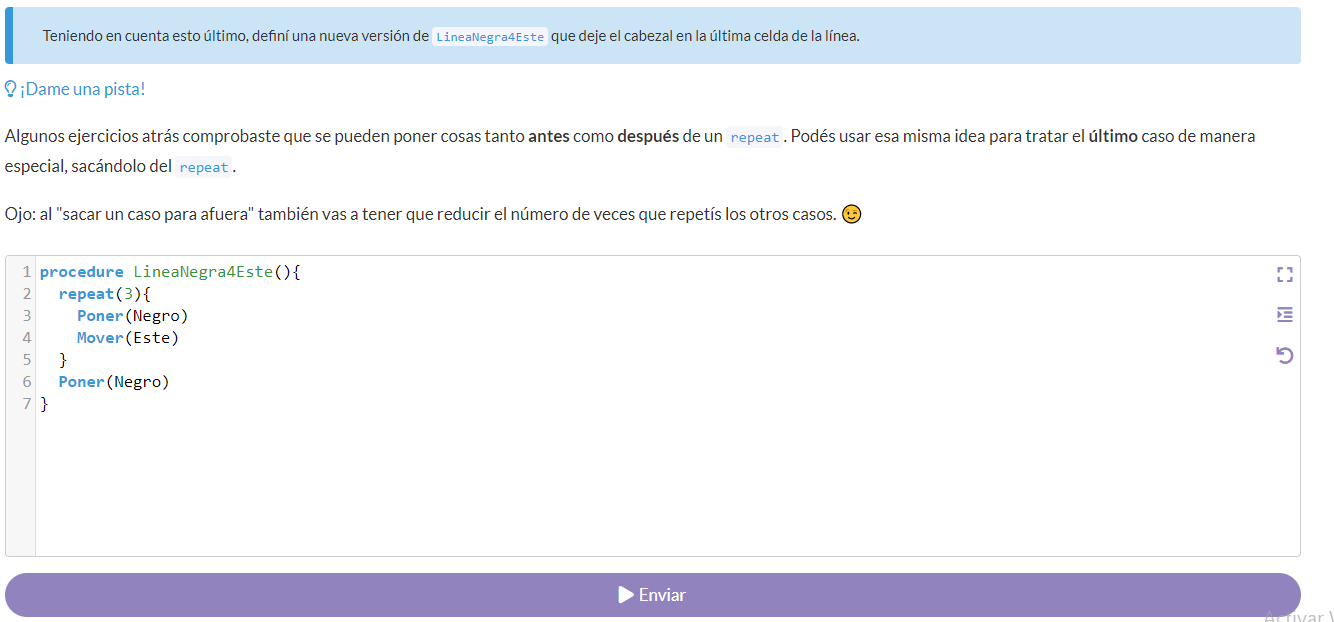 Teniendo en cuenta esto último, definí una nueva versión de LineaNegra4Este que deje el cabezal en la última celda de la línea.
¡Dame una pista!
Algunos ejercicios atrás comprobaste que se pueden poner cosas tanto antes como después de un repeat. Podés usar esa misma idea para tratar el último caso de manera
especial, sacándolo del repeat.
Ojo: al "sacar un caso para afuera" también vas a tener que reducir el número de veces que repetís los otros casos. 😉
1 procedure LineaNegra4Este(){
2 repeat(3){
3 Poner(Negro)
4 Mover(Este)
5 }
6 Poner(Negro)
7 }
Enviar